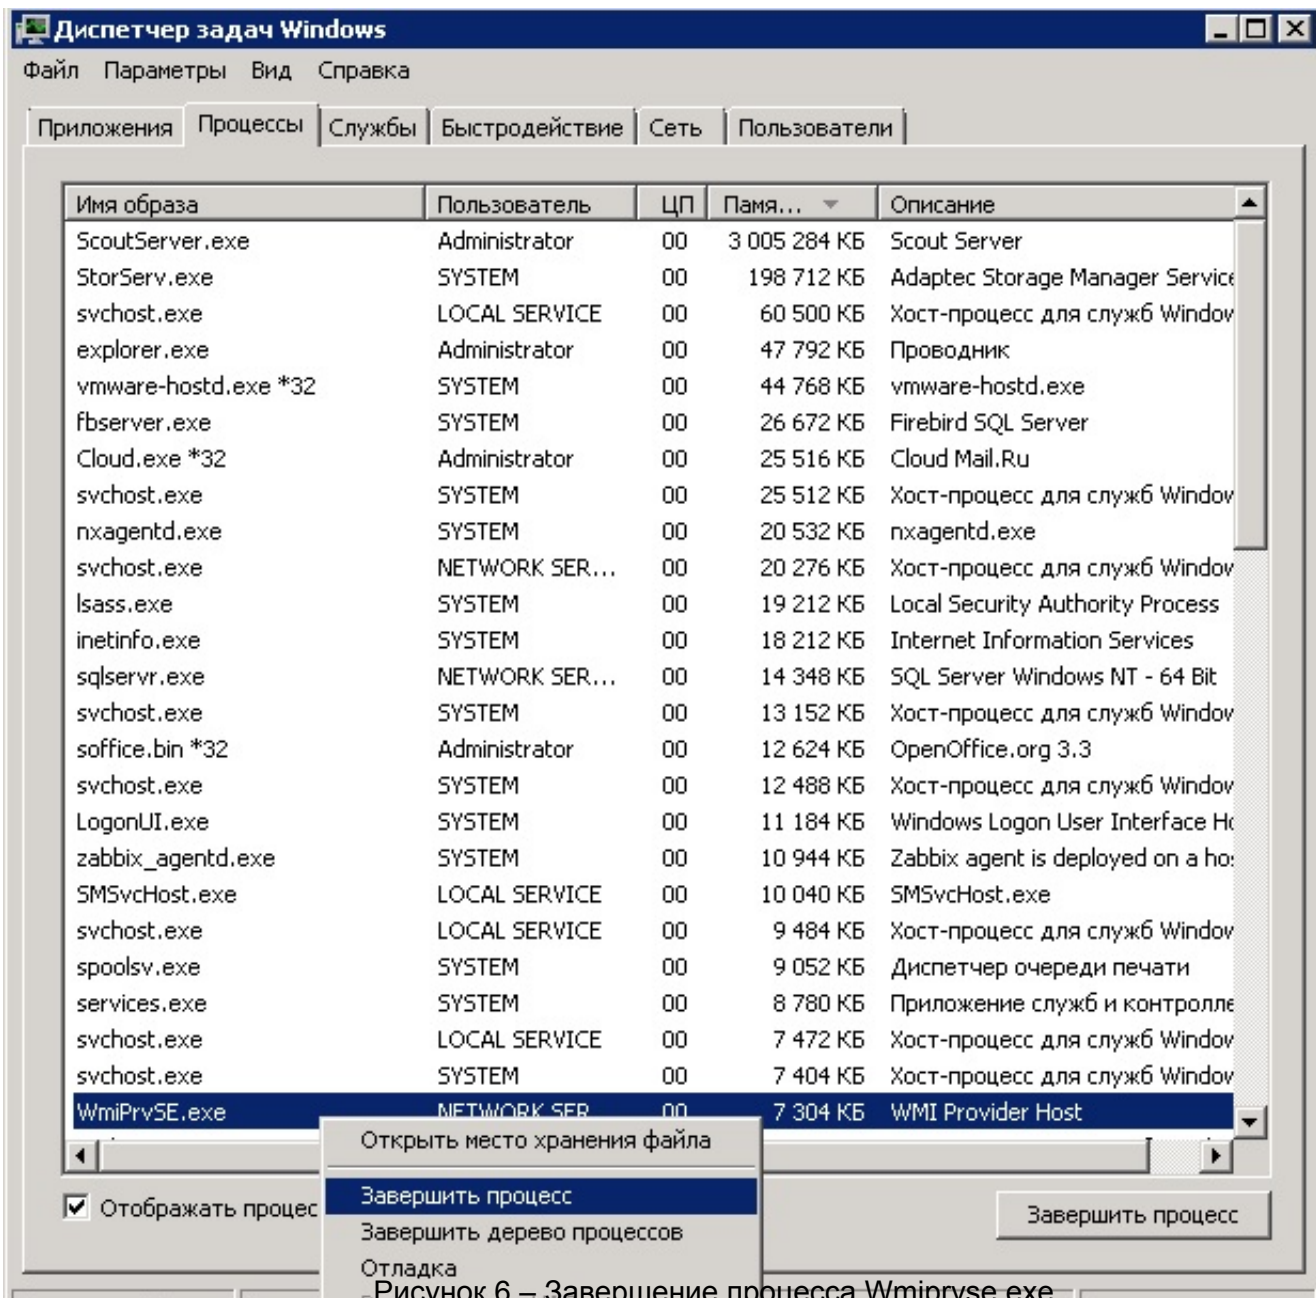 Диспетчер задач Windows
Файл Параметры Вид Справка
Приложения Процессы Службы Быстродействие Сеть Пользователи
Имя образа Пользователь ЦП Памя... Описание
ScoutServer.exe Administrator 00 3 005 284 КБ Scout Server
StorServ.exe SYSTEM 00 198 712 КБ Adaptec Storage Manager Service
svchost.exe LOCAL SERVICE 00 60 500 КБ Хост-процесс для служб Window
explorer.exe Administrator 00 47 792 КБ Проводник
vmware-hostd.exe *32 SYSTEM 00 44 768 КБ vmware-hostd.exe
fbserver.exe SYSTEM 00 26 672 КБ Firebird SQL Server
Cloud.exe *32 Administrator 00 25 516 КБ Cloud Mail.Ru
svchost.exe SYSTEM 00 25 512 КБ Хост-процесс для служб Window
nxagentd.exe SYSTEM 00 20 532 КБ nxagentd.exe
svchost.exe NETWORK SER... 00 20 276 КБ Хост-процесс для служб Window
lsass.exe SYSTEM 00 19 212 КБ Local Security Authority Process
inetinfo.exe SYSTEM 00 18 212 КБ Internet Information Services
sqlservr.exe NETWORK SER... 00 14 348 КБ SQL Server Windows NT - 64 Bit
svchost.exe SYSTEM 00 13 152 КБ Хост-процесс для служб Window
soffice.bin *32 Administrator 00 12 624 КБ OpenOffice.org 3.3
svchost.exe SYSTEM 00 12 488 КБ Хост-процесс для служб Window
LogonUI.exe SYSTEM 00 11 184 КБ Windows Logon User Interface Ho
zabbix_agentd.exe SYSTEM 00 10 944 КБ Zabbix agent is deployed on a hos
SMSvcHost.exe LOCAL SERVICE 00 10 040 КБ SMSvcHost.exe
svchost.exe LOCAL SERVICE 00 9 484 КБ Хост-процесс для служб Window
spoolsv.exe SYSTEM 00 9 052 КБ Диспетчер очереди печати
services.exe SYSTEM 00 8 780 КБ Приложение служб и контролле
svchost.exe LOCAL SERVICE 00 7 472 КБ Хост-процесс для служб Window
svchost.exe SYSTEM 00 7 404 КБ Хост-процесс для служб Window
WmiPrvSE.exe NETWORK SER 00 7 304 КБ WMI Provider Host
Открыть место хранения файла
Завершить процесс
Завершить дерево процессов
Отладка
Отображать процес
Завершить процесс
Рисунок 6 – Завершение процесса Wmiprvse.exe